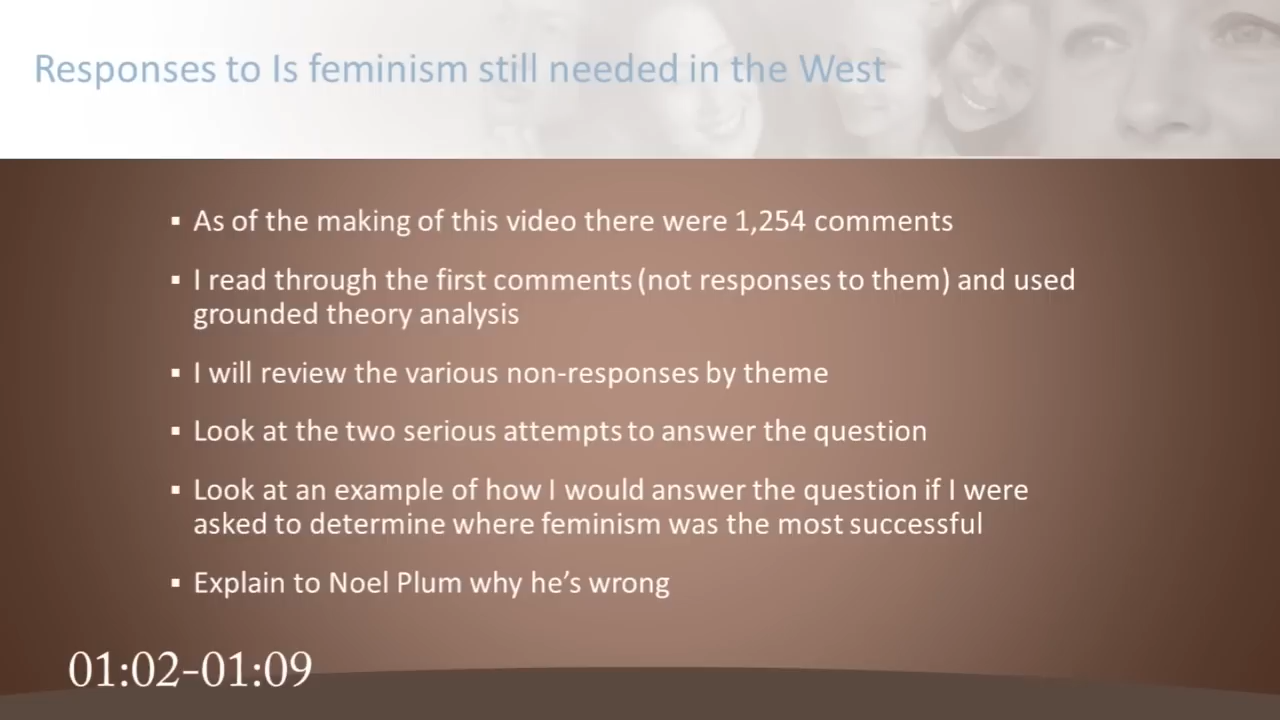 Responses to Is feminism still needed in the West
▪ As of the making of this video there were 1,254 comments
▪ I read through the first comments (not responses to them) and used
grounded theory analysis
▪ I will review the various non-responses by theme
▪ Look at the two serious attempts to answer the question
▪ Look at an example of how I would answer the question if I were
asked to determine where feminism was the most successful
▪ Explain to Noel Plum why he’s wrong
01:02-01:09